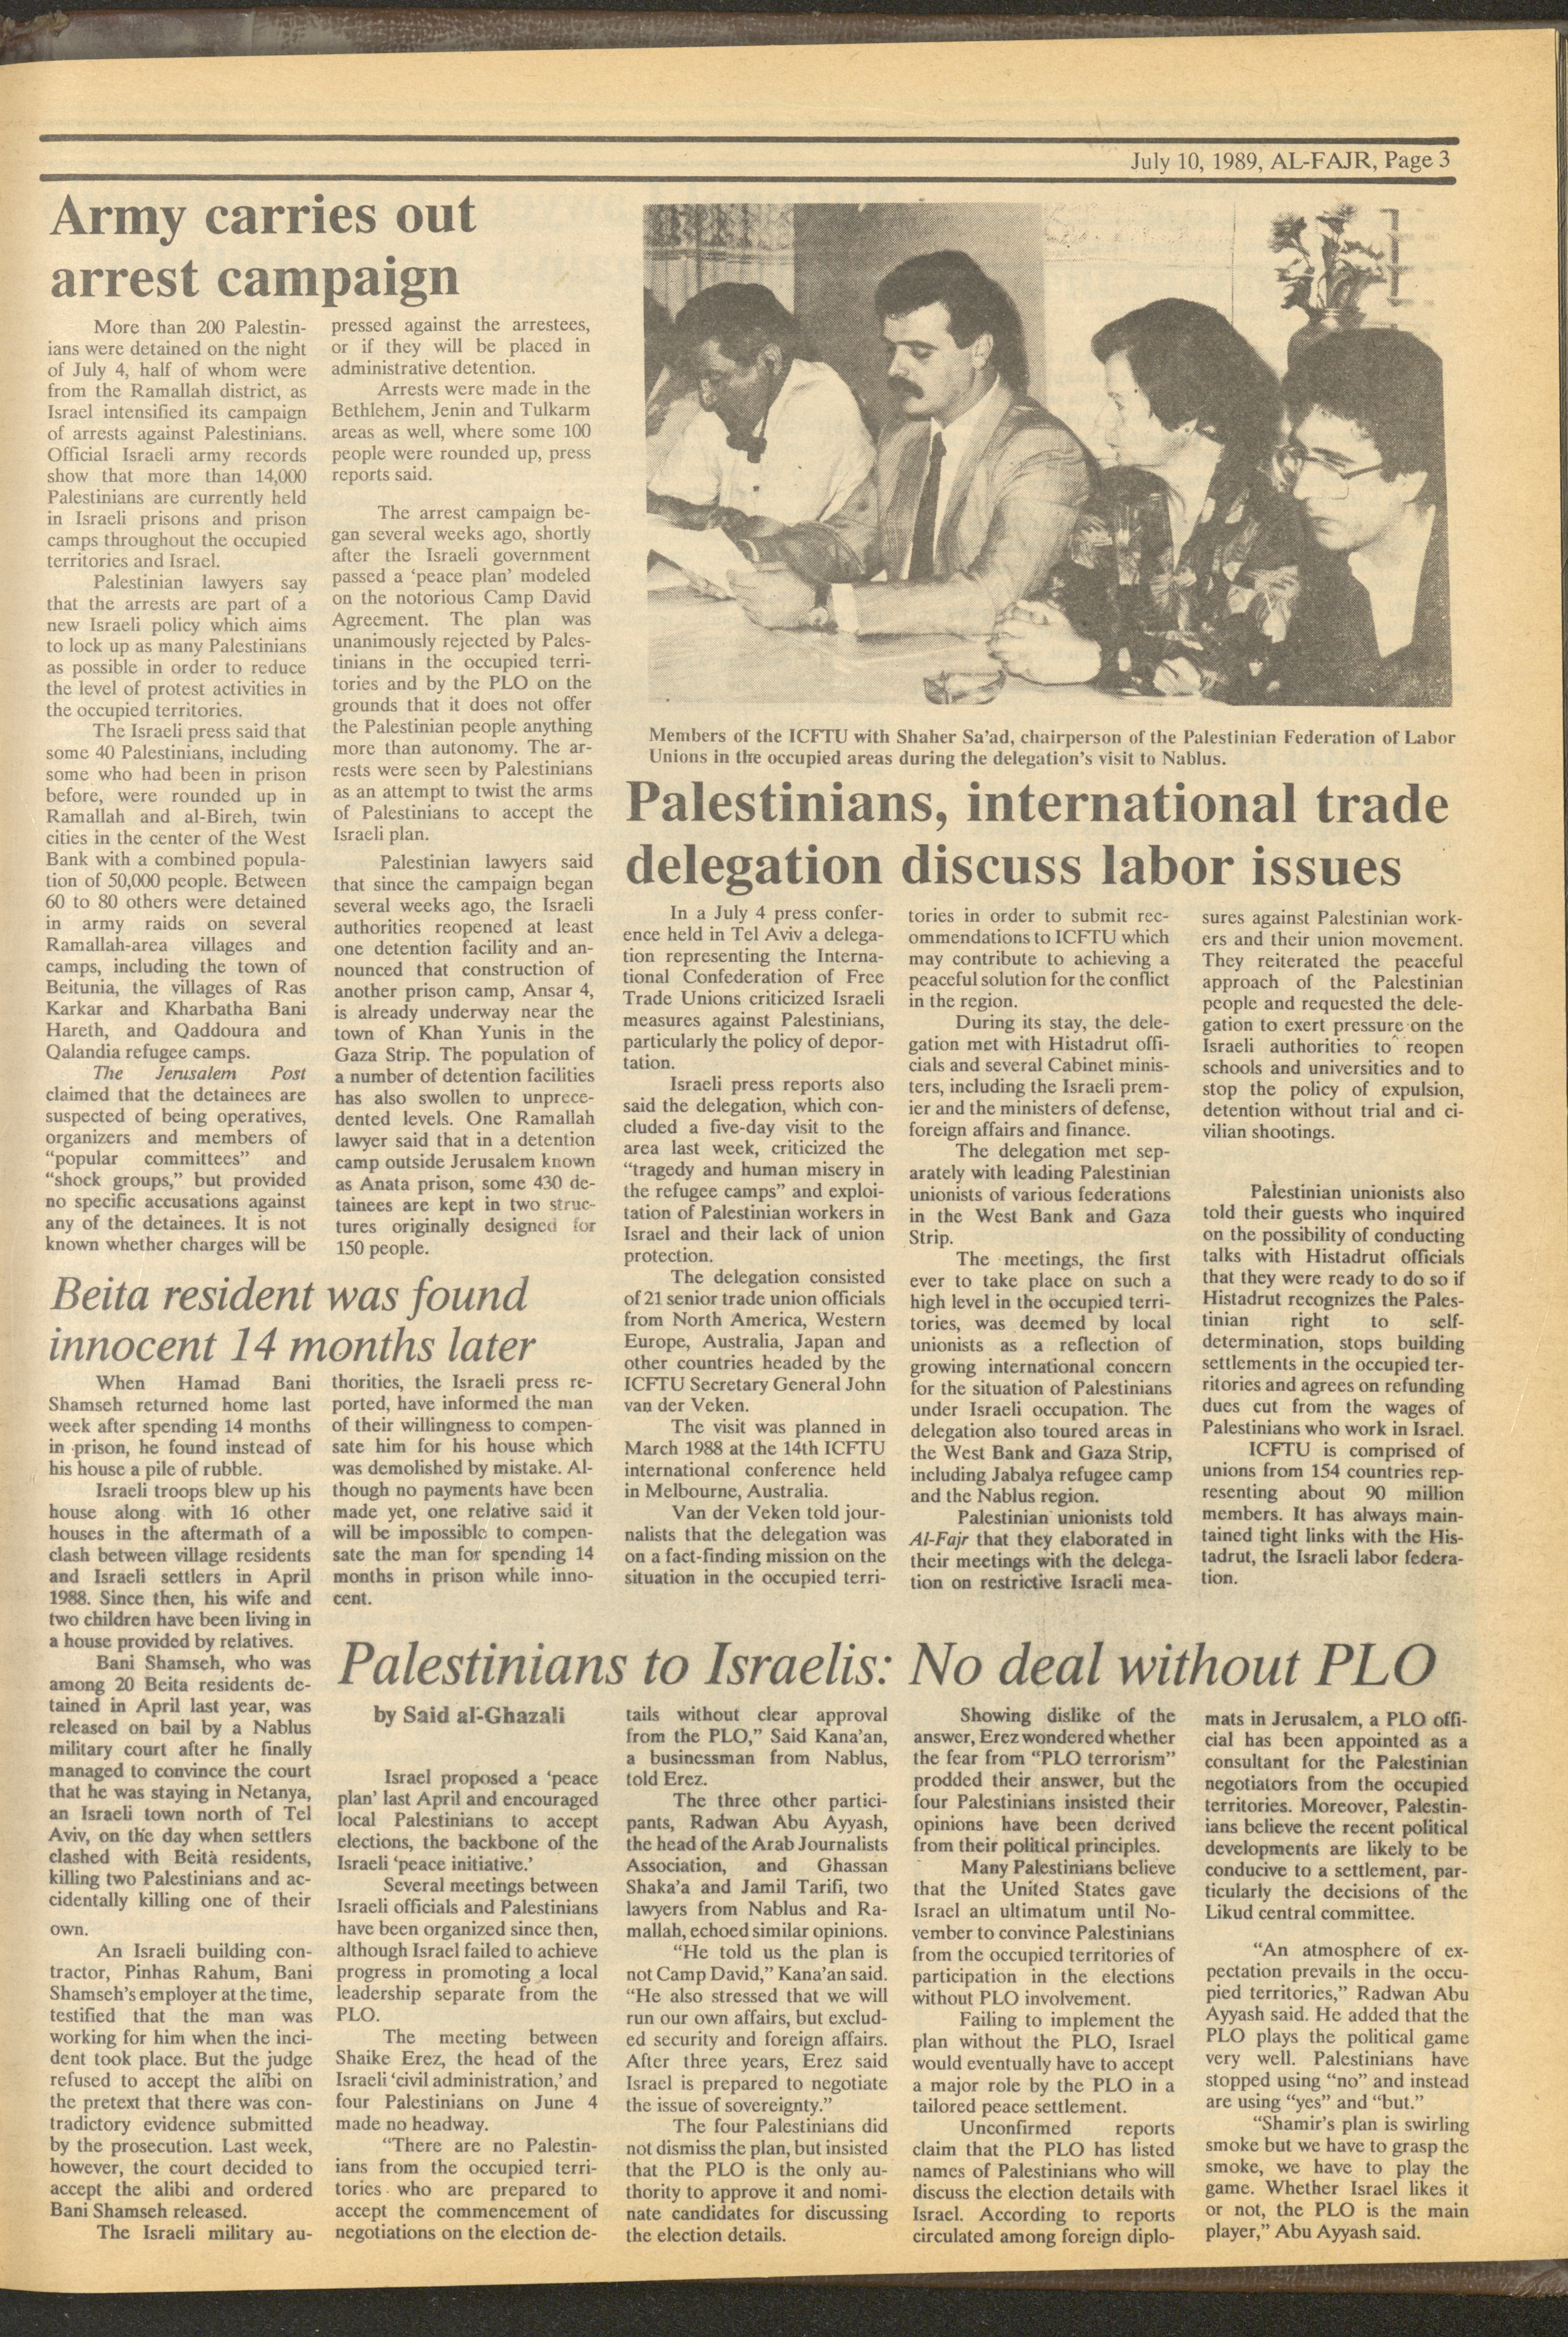 July 10, 1989, AL-FAJR, Page 3
Army carries out
arrest campaign
More than 200 Palestin-
ians were detained on the night
of July 4, half of whom were
from the Ramallah district, as
Israel intensified its campaign
of arrests against Palestinians.
Official Israeli army records
show that more than 14,000
Palestinians are currently held
in Israeli prisons and prison
camps throughout the occupied
territories and Israel.
Palestinian lawyers say
that the arrests are part of a
new Israeli policy which aims
to lock up as many Palestinians
as possible in order to reduce
the level of protest activities in
the occupied territories.
The Israeli press said that
some 40 Palestinians, including
some who had been in prison
before, were rounded up in
Ramallah and al-Bireh, twin
cities in the center of the West
Bank with a combined popula-
tion of 50,000 people. Between
60 to 80 others were detained
in army raids on several
Ramallah-area villages and
camps, including the town of
Beitunia, the villages of Ras
Karkar and Kharbatha Bani
Hareth, and Qaddoura and
Qalandia refugee camps.
The Jerusalem Post
claimed that the detainees are
suspected of being operatives,
organizers and members of
“popular committees” and
“shock groups,” but provided
no specific accusations against
any of the detainees. It is not
known whether charges will be
pressed against the arrestees,
or if they will be placed in
administrative detention.
Arrests were made in the
Bethlehem, Jenin and Tulkarm
areas as well, where some 100
people were rounded up, press
reports said.
The arrest campaign be-
gan several weeks ago, shortly
after the Israeli government
passed a ‘peace plan’ modeled
on the notorious Camp David
Agreement. The plan was
unanimously rejected by Pales-
tinians in the occupied terri-
tories and by the PLO on the
grounds that it does not offer
the Palestinian people anything
more than autonomy. The ar-
rests were seen by Palestinians
as an attempt to twist the arms
of Palestinians to accept the
Israeli plan.
Palestinian lawyers said
that since the campaign began
several weeks ago, the Israeli
authorities reopened at least
one detention facility and an-
nounced that construction of
another prison camp, Ansar 4,
is already underway near the
town of Khan Yunis in the
Gaza Strip. The population of
a number of detention facilities
has also swollen to unprece-
dented levels. One Ramallah
lawyer said that in a detention
camp outside Jerusalem known
as Anata prison, some 430 de-
tainees are kept in two struc-
tures originally designed for
150 people.
Members of the ICFTU with Shaher Sa’ad, chairperson of the Palestinian Federation of Labor
Unions in the occupied areas during the delegation’s visit to Nablus.
Palestinians, international trade
delegation discuss labor issues
In a July 4 press confer-
ence held in Tel Aviv a delega-
tion representing the Interna-
tional Confederation of Free
Trade Unions criticized Israeli
measures against Palestinians,
particularly the policy of depor-
tation.
Israeli press reports also
said the delegation, which con-
cluded a five-day visit to the
area last week, criticized the
“tragedy and human misery in
the refugee camps” and exploi-
tation of Palestinian workers in
Israel and their lack of union
protection.
The delegation consisted
of 21 senior trade union officials
from North America, Western
Europe, Australia, Japan and
other countries headed by the
ICFTU Secretary General John
van der Veken.
The visit was planned in
March 1988 at the 14th ICFTU
international conference held
in Melbourne, Australia.
Van der Veken told jour-
nalists that the delegation was
on a fact-finding mission on the
situation in the occupied terri-
tories in order to submit rec-
ommendations to ICFTU which
may contribute to achieving a
peaceful solution for the conflict
in the region.
During its stay, the dele-
gation met with Histadrut offi-
cials and several Cabinet minis-
ters, including the Israeli prem-
ier and the ministers of defense,
foreign affairs and finance.
The delegation met sep-
arately with leading Palestinian
unionists of various federations
in the West Bank and Gaza
Strip.
The meetings, the first
ever to take place on such a
high level in the occupied terri-
tories, was deemed by local
unionists as a reflection of
growing international concern
for the situation of Palestinians
under Israeli occupation. The
delegation also toured areas in
the West Bank and Gaza Strip,
including Jabalya refugee camp
and the Nablus region.
Palestinian unionists told
Al-Fajr that they elaborated in
their meetings with the delega-
tion on restrictive Israeli mea-
sures against Palestinian work-
ers and their union movement.
They reiterated the peaceful
approach of the Palestinian
people and requested the dele-
gation to exert pressure on the
Israeli authorities to reopen
schools and universities and to
stop the policy of expulsion,
detention without trial and ci-
vilian shootings.
Palestinian unionists also
told their guests who inquired
on the possibility of conducting
talks with Histadrut officials
that they were ready to do so if
Histadrut recognizes the Pales-
tinian right to self-
determination, stops building
settlements in the occupied ter-
ritories and agrees on refunding
dues cut from the wages of
Palestinians who work in Israel.
ICFTU is comprised of
unions from 154 countries rep-
resenting about 90 million
members. It has always main-
tained tight links with the His-
tadrut, the Israeli labor federa-
tion.
Beita resident was found
innocent 14 months later
When Hamad Bani
Shamseh returned home last
week after spending 14 months
in prison, he found instead of
his house a pile of rubble.
Israeli troops blew up his
house along with 16 other
houses in the aftermath of a
clash between village residents
and Israeli settlers in April
1988. Since then, his wife and
two children have been living in
a house provided by relatives.
Bani Shamseh, who was
among 20 Beita residents de-
tained in April last year, was
released on bail by a Nablus
military court after he finally
managed to convince the court
that he was staying in Netanya,
an Israeli town north of Tel
Aviv, on the day when settlers
clashed with Beita residents,
killing two Palestinians and ac-
cidentally killing one of their
own.
An Israeli building con-
tractor, Pinhas Rahum, Bani
Shamseh’s employer at the time,
testified that the man was
working for him when the inci-
dent took place. But the judge
refused to accept the alibi on
the pretext that there was con-
tradictory evidence submitted
by the prosecution. Last week,
however, the court decided to
accept the alibi and ordered
Bani Shamseh released.
The Israeli military au-
thorities, the Israeli press re-
ported, have informed the man
of their willingness to compen-
sate him for his house which
was demolished by mistake. Al-
though no payments have been
made yet, one relative said it
will be impossible to compen-
sate the man for spending 14
months in prison while inno-
cent.
Palestinians to Israelis: No deal without PLO
by Said al-Ghazali
Israel proposed a ‘peace
plan’ last April and encouraged
local Palestinians to accept
elections, the backbone of the
Israeli ‘peace initiative.’
Several meetings between
Israeli officials and Palestinians
have been organized since then,
although Israel failed to achieve
progress in promoting a local
leadership separate from the
PLO.
The meeting between
Shaike Erez, the head of the
Israeli ‘civil administration,’ and
four Palestinians on June 4
made no headway.
“There are no Palestin-
ians from the occupied terri-
tories who are prepared to
accept the commencement of
negotiations on the election de-
tails without clear approval
from the PLO,” Said Kana’an,
a businessman from Nablus,
told Erez.
The three other partici-
pants, Radwan Abu Ayyash,
the head of the Arab Journalists
Association, and Ghassan
Shaka’a and Jamil Tarifi, two
lawyers from Nablus and Ra-
mallah, echoed similar opinions.
“He told us the plan is
not Camp David,” Kana’an said.
“He also stressed that we will
run our own affairs, but exclud-
ed security and foreign affairs.
After three years, Erez said
Israel is prepared to negotiate
the issue of sovereignty.”
The four Palestinians did
not dismiss the plan, but insisted
that the PLO is the only au-
thority to approve it and nomi-
nate candidates for discussing
the election details.
Showing dislike of the
answer, Erez wondered whether
the fear from “PLO terrorism”
prodded their answer, but the
four Palestinians insisted their
opinions have been derived
from their political principles.
Many Palestinians believe
that the United States gave
Israel an ultimatum until No-
vember to convince Palestinians
from the occupied territories of
participation in the elections
without PLO involvement.
Failing to implement the
plan without the PLO, Israel
would eventually have to accept
a major role by the PLO in a
tailored peace settlement.
Unconfirmed reports
claim that the PLO has listed
names of Palestinians who will
discuss the election details with
Israel. According to reports
circulated among foreign diplo-
mats in Jerusalem, a PLO offi-
cial has been appointed as a
consultant for the Palestinian
negotiators from the occupied
territories. Moreover, Palestin-
ians believe the recent political
developments are likely to be
conducive to a settlement, par-
ticularly the decisions of the
Likud central committee.
“An atmosphere of ex-
pectation prevails in the occu-
pied territories,” Radwan Abu
Ayyash said. He added that the
PLO plays the political game
very well. Palestinians have
stopped using “no” and instead
are using “yes” and “but.”
“Shamir’s plan is swirling
smoke but we have to grasp the
smoke, we have to play the
game. Whether Israel likes it
or not, the PLO is the main
player,” Abu Ayyash said.